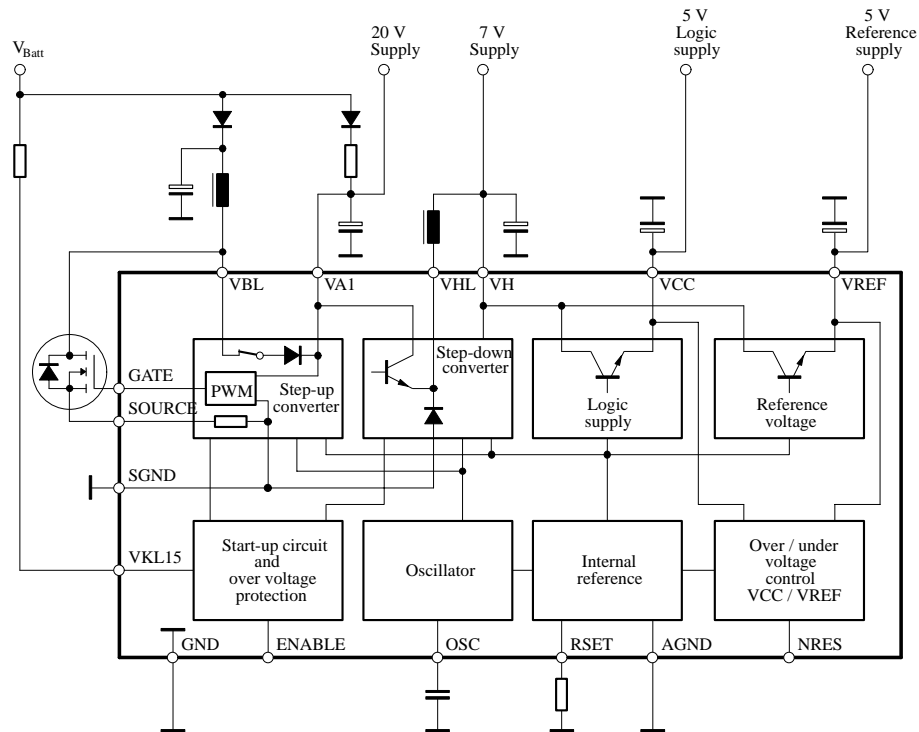 V_Batt
20 V
Supply
7 V
Supply
5 V
Logic
supply
5 V
Reference
supply
VBL
VA1
VHL
VH
VCC
VREF
GATE
SOURCE
SGND
VKL15
PWM
Step-up
converter
Step-down
converter
Logic
supply
Reference
voltage
Start-up circuit
and
over voltage
protection
Oscillator
Internal
reference
Over / under
voltage
control
VCC / VREF
GND
ENABLE
OSC
RSET
AGND
NRES